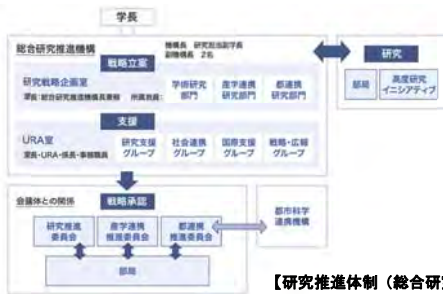 学長
総合研究推進機構
機構長 研究担当副学長
副機構長 2名
戦略立案
研究戦略企画室
室長：総合研究推進機構長兼務 所属教員：
学術研究
部門
産学連携
研究部門
都連携
研究部門
支援
URA室
室長・URA・係長・事務職員
研究支援
グループ
社会連携
グループ
国際支援
グループ
戦略・広報
グループ
研究
部局
高度研究
イニシアティブ
会議体との関係
戦略承認
研究推進
委員会
産学連携
推進委員会
都連携
推進委員会
部局
都市科学
連携機構
【研究推進体制（総合研